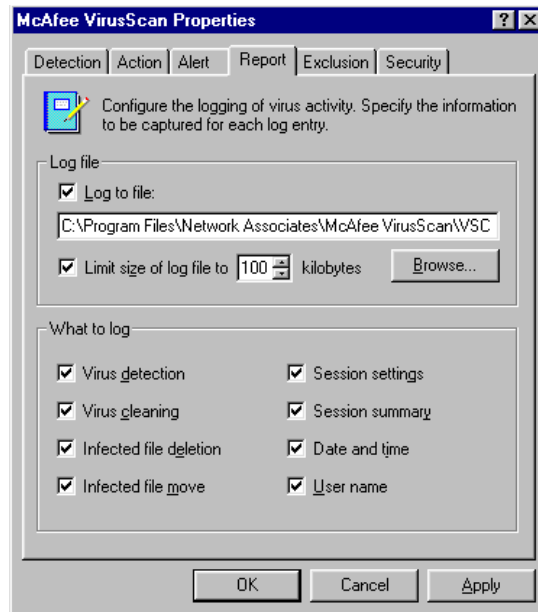 McAfee VirusScan Properties
Detection Action Alert Report Exclusion Security
Configure the logging of virus activity. Specify the information
to be captured for each log entry.
Log file
Log to file:
C:\Program Files\Network Associates\McAfee VirusScan\VSC
Limit size of log file to 100 kilobytes Browse...
What to log
Virus detection Session settings
Virus cleaning Session summary
Infected file deletion Date and time
Infected file move User name
OK Cancel Apply